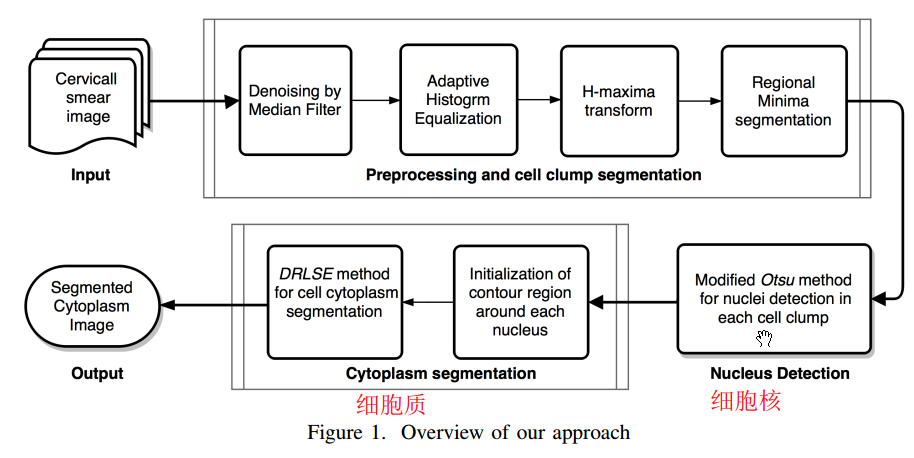 Cervicall
smear
image
Input
Denoising by
Median Filter
Adaptive
Histogrm
Equalization
H-maxima
transform
Regional
Minima
segmentation
Preprocessing and cell clump segmentation
Modified Otsu method
for nuclei detection in
each cell clump
Nucleus Detection
细胞核
Initialization of
contour region
around each
nucleus
DRLSE method
for cell cytoplasm
segmentation
Cytoplasm segmentation
细胞质
Segmented
Cytoplasm
Image
Output
Figure 1. Overview of our approach